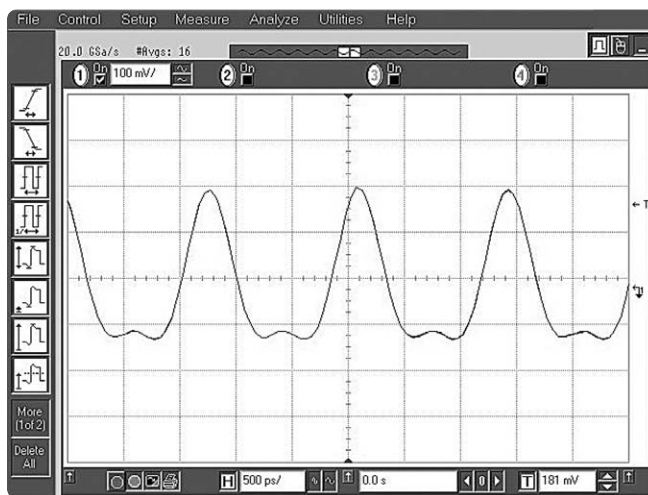 File Control Setup Measure Analyze Utilities Help
20.0 GSa/s #Avgs: 16
1 On 100 mV/ 2 On 3 On 4 On
T
More
(1of 2)
Delete
All
H 500 ps/ 0.0 s 0 T 181 mV